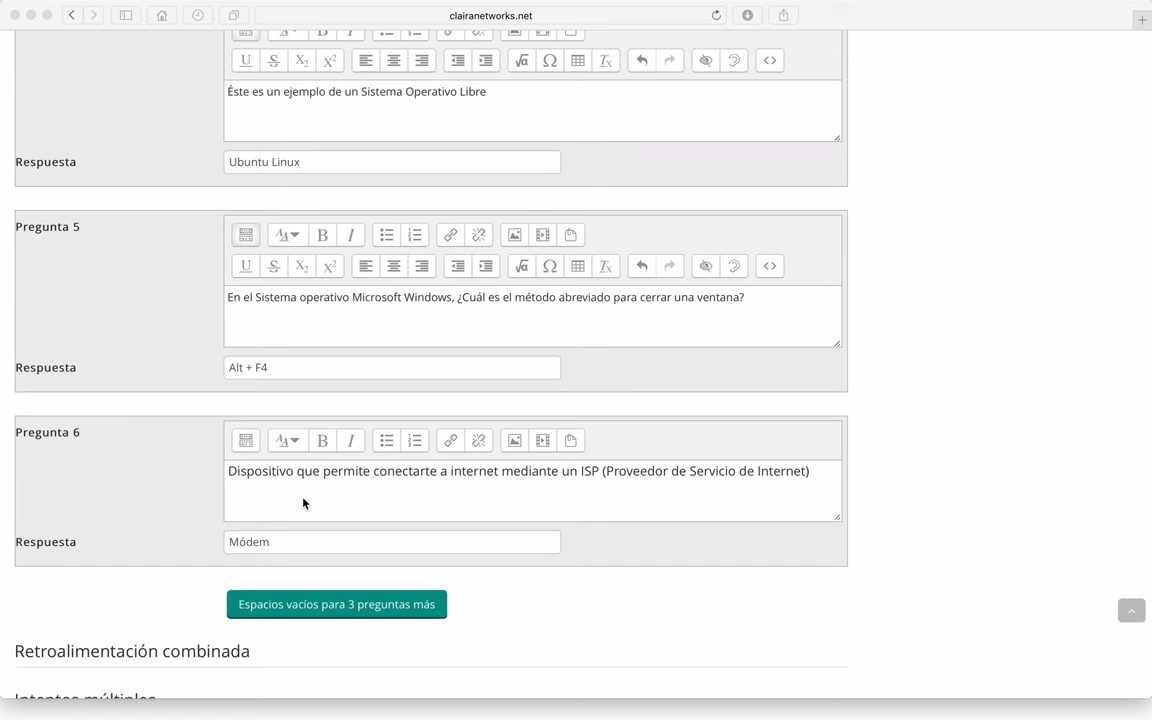 clairanetworks.net
Éste es un ejemplo de un Sistema Operativo Libre
Respuesta
Ubuntu Linux
Pregunta 5
En el Sistema operativo Microsoft Windows, ¿Cuál es el método abreviado para cerrar una ventana?
Respuesta
Alt + F4
Pregunta 6
Dispositivo que permite conectarte a internet mediante un ISP (Proveedor de Servicio de Internet)
Respuesta
Módem
Espacios vacíos para 3 preguntas más
Retroalimentación combinada
Intentos múltiples